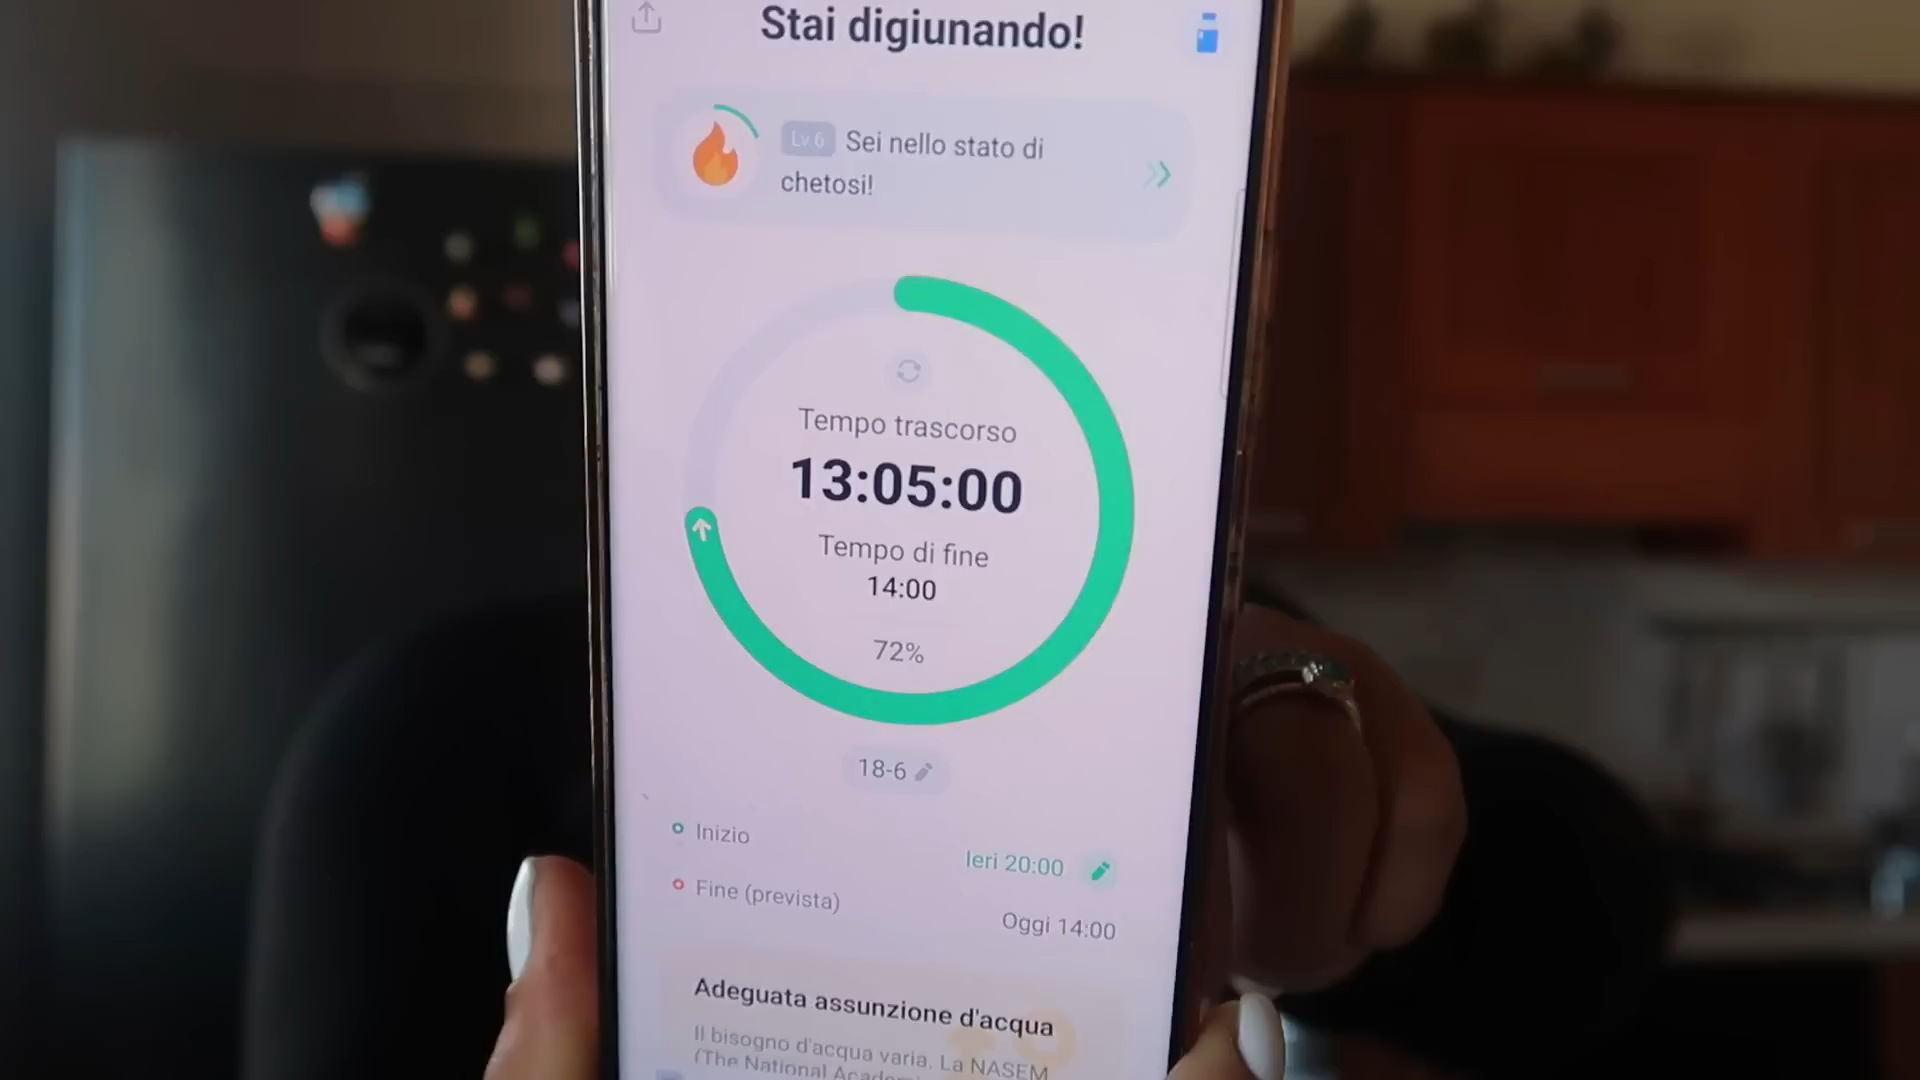 Stai digiunando!
Lv 6 Sei nello stato di
chetosi!
Tempo trascorso
13:05:00
Tempo di fine
14:00
72%
18-6
Inizio
Ieri 20:00
Fine (prevista)
Oggi 14:00
Adeguata assunzione d'acqua
Il bisogno d'acqua varia. La NASEM
(The National